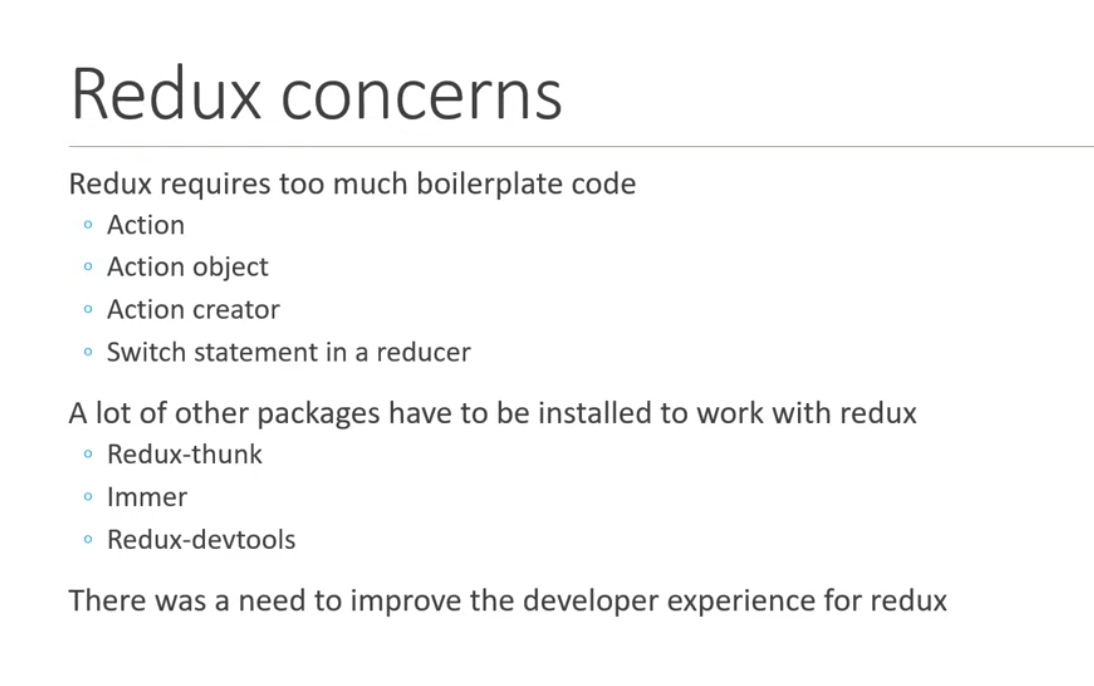 Redux concerns
Redux requires too much boilerplate code
Action
Action object
Action creator
Switch statement in a reducer
A lot of other packages have to be installed to work with redux
Redux-thunk
Immer
Redux-devtools
There was a need to improve the developer experience for redux